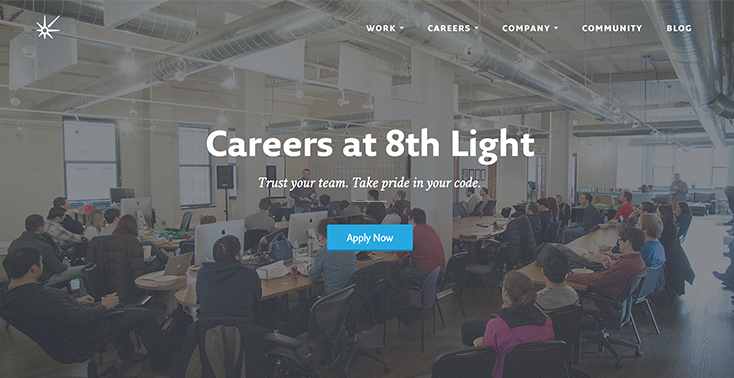 WORK CAREERS COMPANY COMMUNITY BLOG
Careers at 8th Light
Trust your team. Take pride in your code.
Apply Now